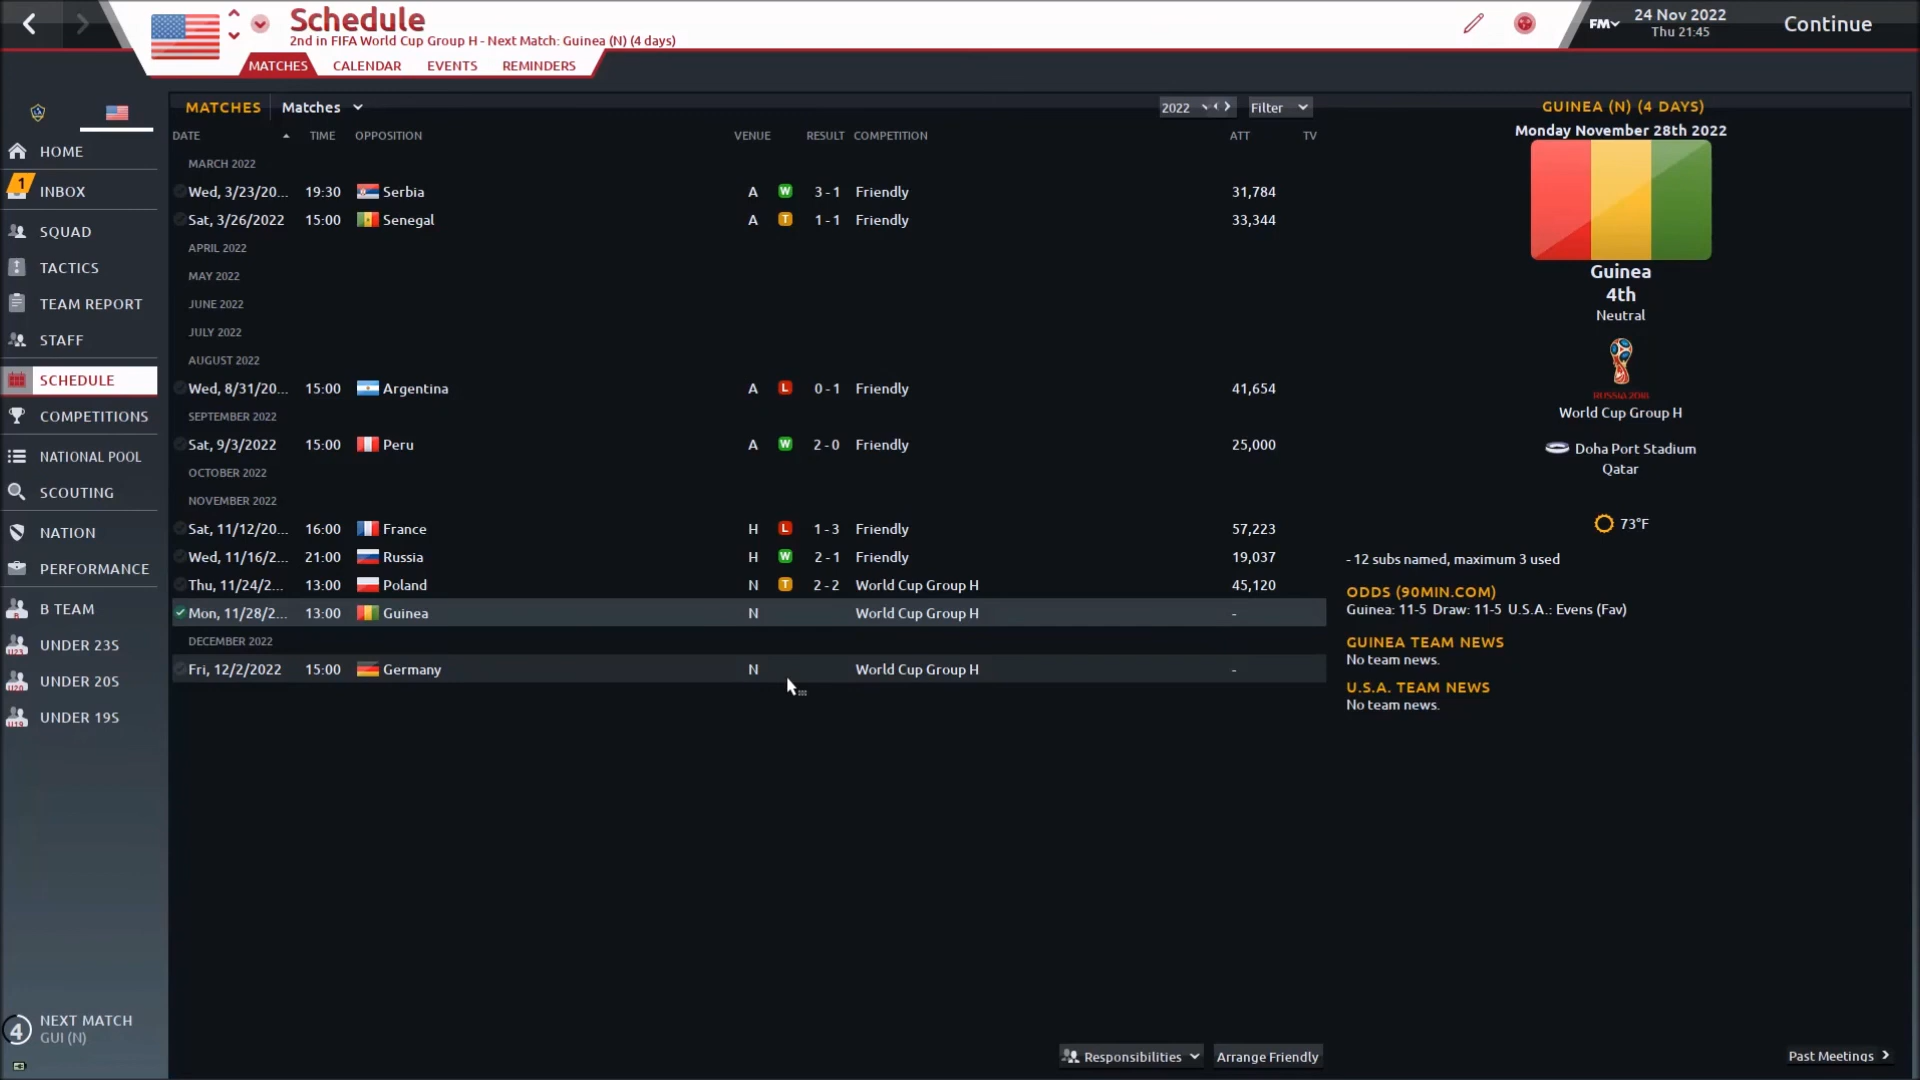 Schedule
2nd in FIFA World Cup Group H - Next Match: Guinea (N) (4 days)
MATCHES CALENDAR EVENTS REMINDERS
FM
24 Nov 2022
Thu 21:45
Continue
HOME
1 INBOX
SQUAD
TACTICS
TEAM REPORT
STAFF
SCHEDULE
COMPETITIONS
NATIONAL POOL
SCOUTING
NATION
PERFORMANCE
B TEAM
UNDER 23S
UNDER 20S
UNDER 19S
4 NEXT MATCH
GUI (N)
MATCHES Matches 2022 Filter
DATE TIME OPPOSITION VENUE RESULT COMPETITION ATT TV
MARCH 2022
Wed, 3/23/20... 19:30 Serbia A W 3 - 1 Friendly 31,784
Sat, 3/26/2022 15:00 Senegal A T 1 - 1 Friendly 33,344
APRIL 2022
MAY 2022
JUNE 2022
JULY 2022
AUGUST 2022
Wed, 8/31/20... 15:00 Argentina A L 0 - 1 Friendly 41,654
SEPTEMBER 2022
Sat, 9/3/2022 15:00 Peru A W 2 - 0 Friendly 25,000
OCTOBER 2022
NOVEMBER 2022
Sat, 11/12/20... 16:00 France H L 1 - 3 Friendly 57,223
Wed, 11/16/2... 21:00 Russia H W 2 - 1 Friendly 19,037
Thu, 11/24/2... 13:00 Poland N T 2 - 2 World Cup Group H 45,120
Mon, 11/28/2... 13:00 Guinea N World Cup Group H -
DECEMBER 2022
Fri, 12/2/2022 15:00 Germany N World Cup Group H -
Responsibilities Arrange Friendly
GUINEA (N) (4 DAYS)
Monday November 28th 2022
Guinea
4th
Neutral
RUSSIA 2018
World Cup Group H
Doha Port Stadium
Qatar
73°F
- 12 subs named, maximum 3 used
ODDS (90MIN.COM)
Guinea: 11-5 Draw: 11-5 U.S.A.: Evens (Fav)
GUINEA TEAM NEWS
No team news.
U.S.A. TEAM NEWS
No team news.
Past Meetings